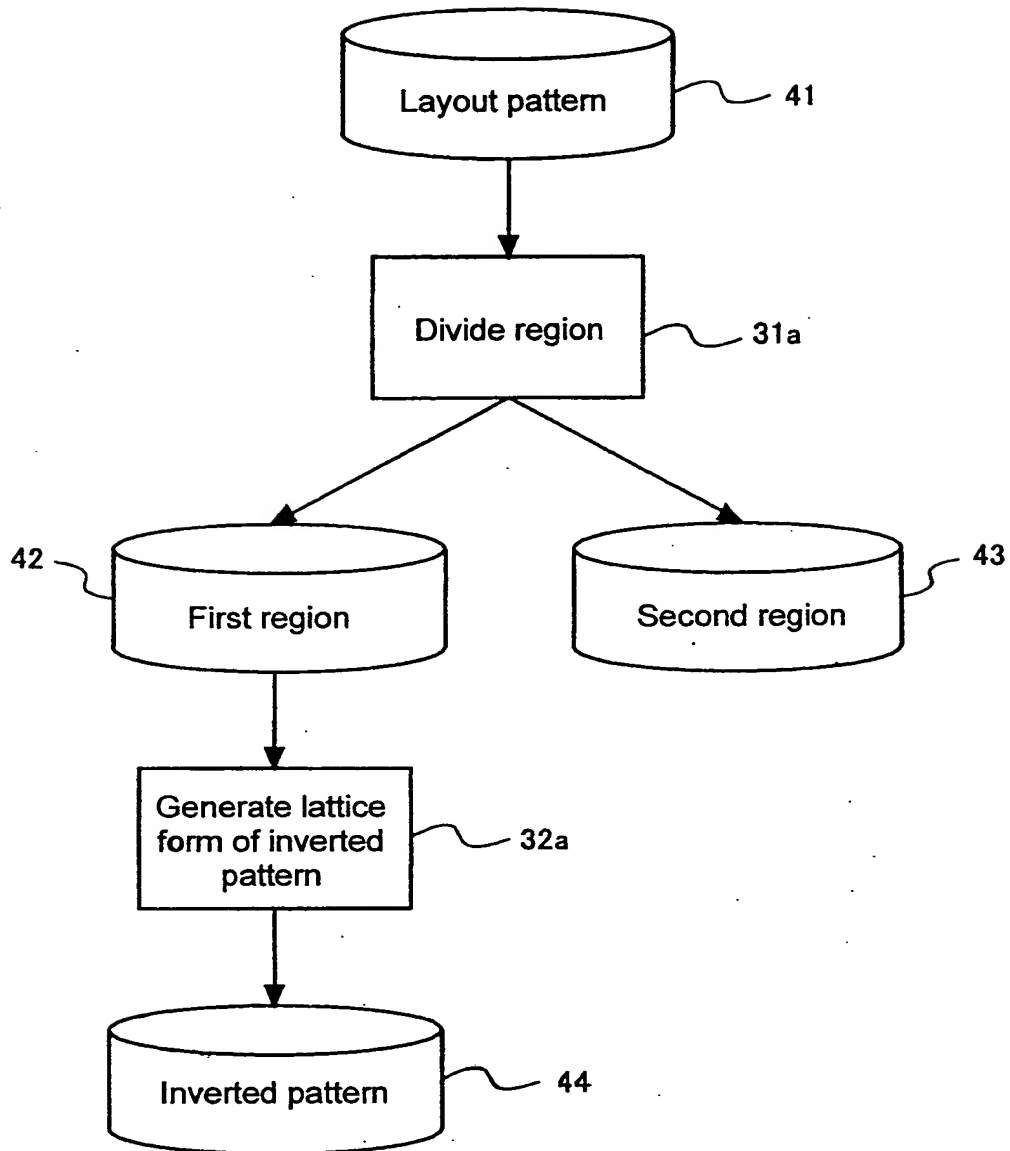 Layout pattern
41
Divide region
31a
42
First region
Second region
43
Generate lattice
form of inverted
pattern
32a
Inverted pattern
44